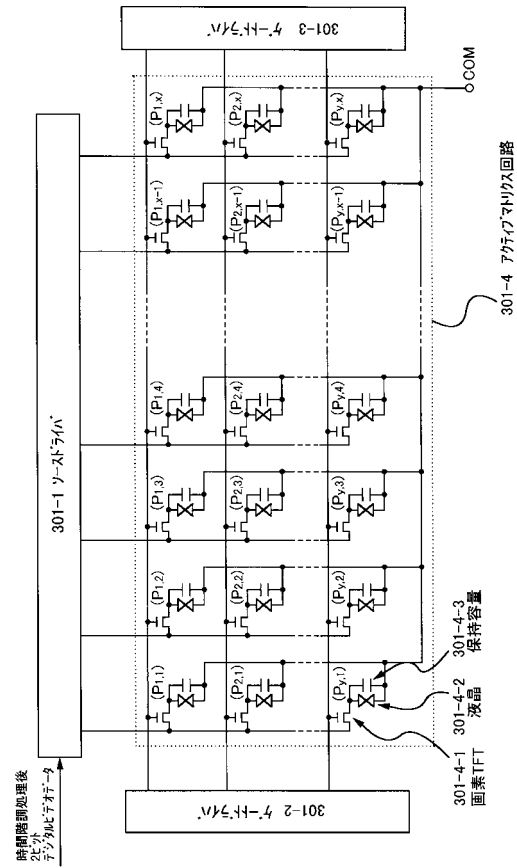 時間階調処理後
2ビット
デジタルビデオデータ
301-1 ソースドライバ
301-2 ゲートドライバ
301-3 ゲートドライバ
(P1,1)
(P1,2)
(P1,3)
(P1,4)
(P1,x-1)
(P1,x)
(P2,1)
(P2,2)
(P2,3)
(P2,4)
(P2,x-1)
(P2,x)
(Py,1)
(Py,2)
(Py,3)
(Py,4)
(Py,x-1)
(Py,x)
COM
301-4-1
画素TFT
301-4-2
液晶
301-4-3
保持容量
301-4 アクティブマトリクス回路